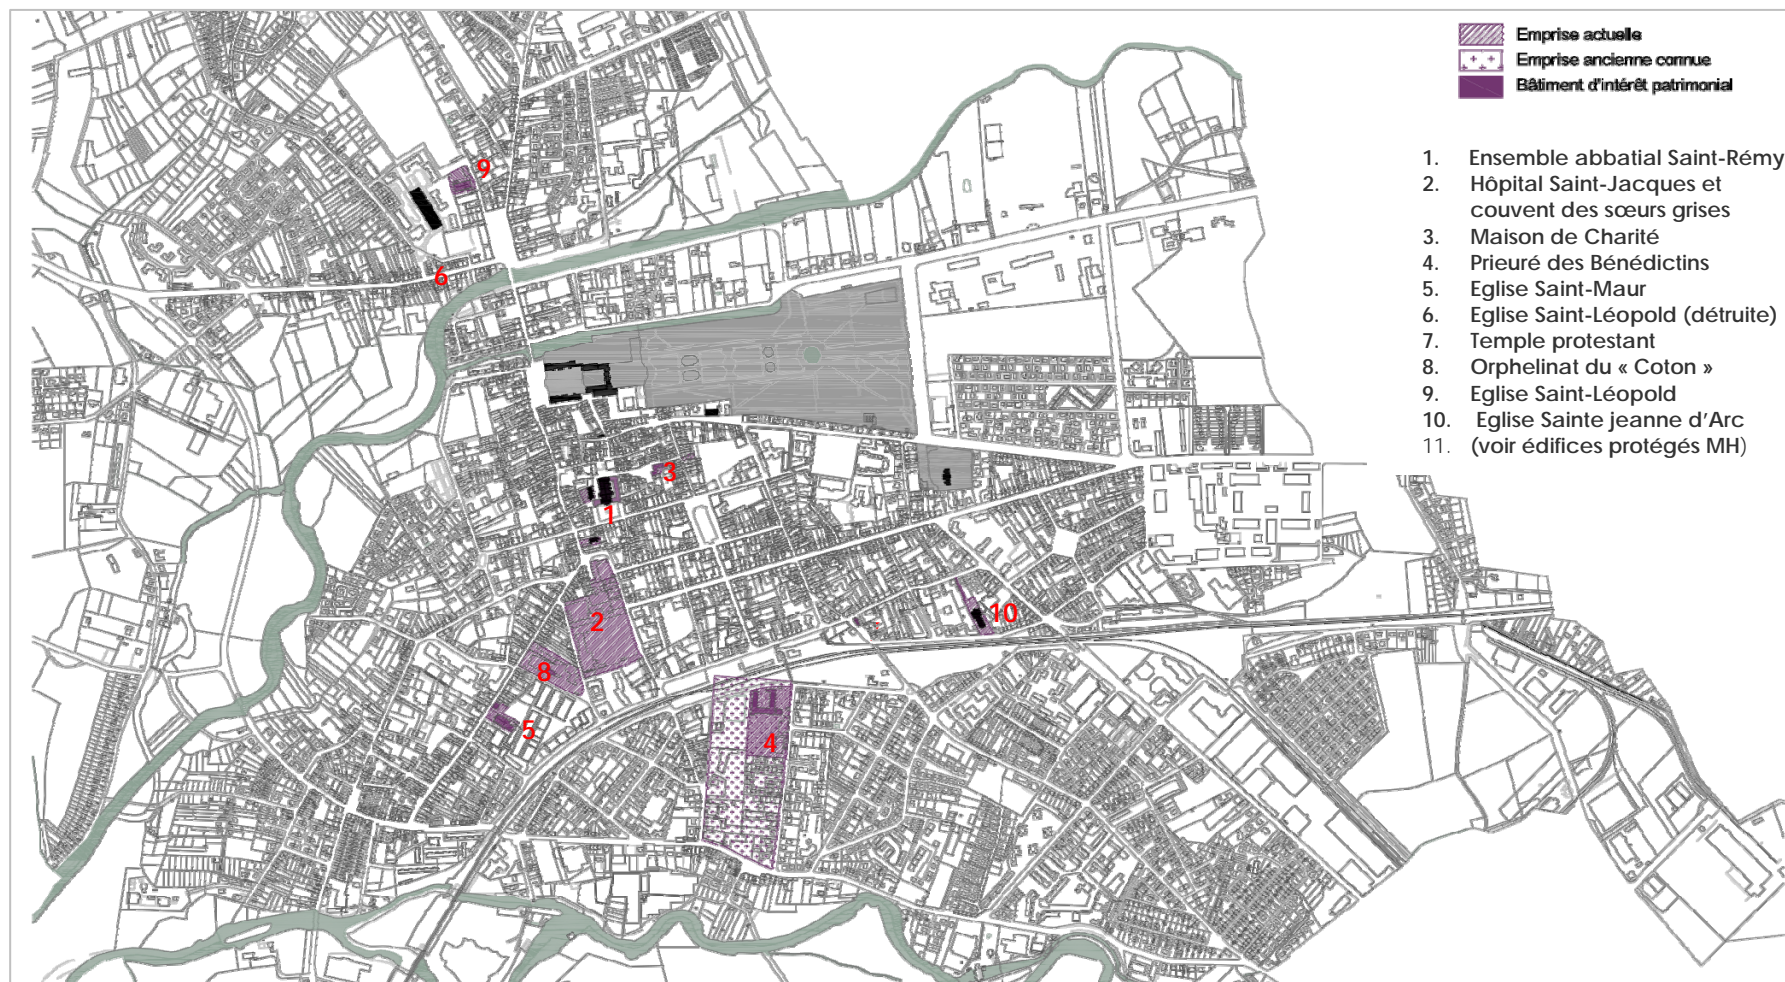 Emprise actuelle
Emprise ancienne connue
Bâtiment d'intérêt patrimonial
1. Ensemble abbatial Saint-Rémy
2. Hôpital Saint-Jacques et
couvent des sœurs grises
3. Maison de Charité
4. Prieuré des Bénédictins
5. Eglise Saint-Maur
6. Eglise Saint-Léopold (détruite)
7. Temple protestant
8. Orphelinat du « Coton »
9. Eglise Saint-Léopold
10. Eglise Sainte jeanne d'Arc
11. (voir édifices protégés MH)
9
6
3
1
2
10
8
5
4